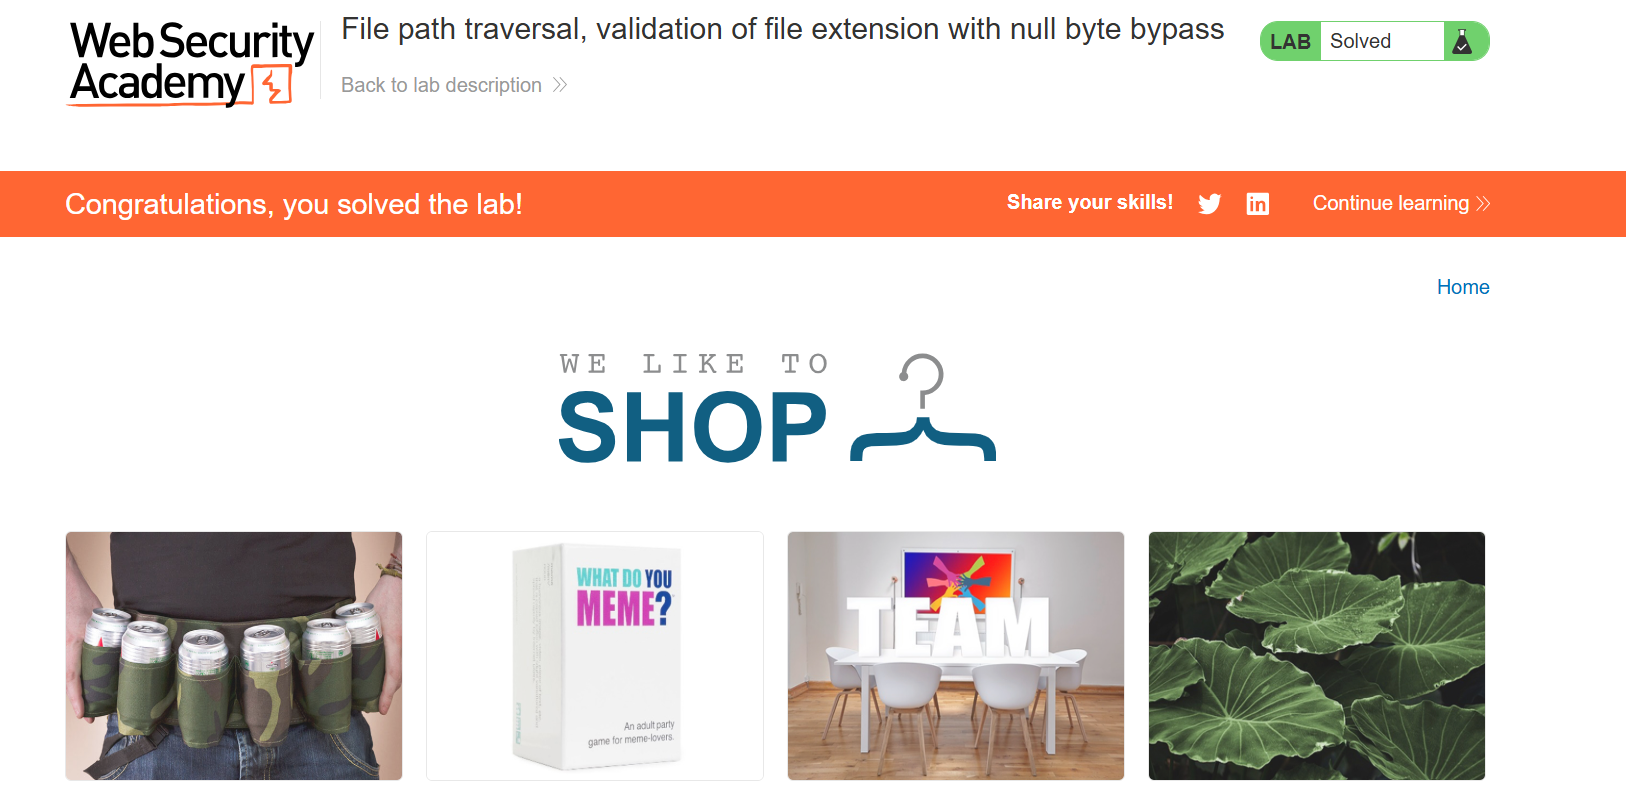 Web Security
Academy
File path traversal, validation of file extension with null byte bypass
Back to lab description
LAB
Solved
Congratulations, you solved the lab!
Share your skills!
Continue learning
Home
WE LIKE TO
SHOP
WHAT DO YOU
MEME?
An adult party
game for meme-lovers.
TEAM